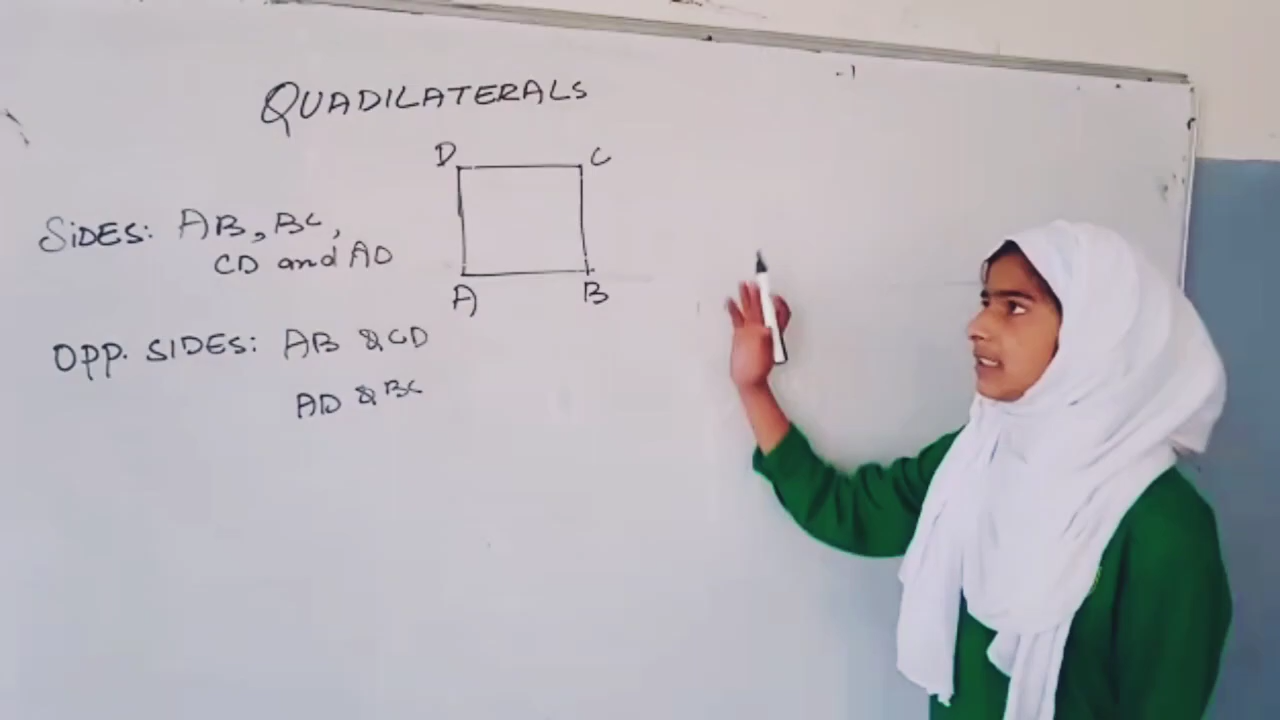 QUADILATERALS
D C
SiDES: AB, BC,
CD and AD
A B
OPP. SIDES: AB & CD
AD & BC